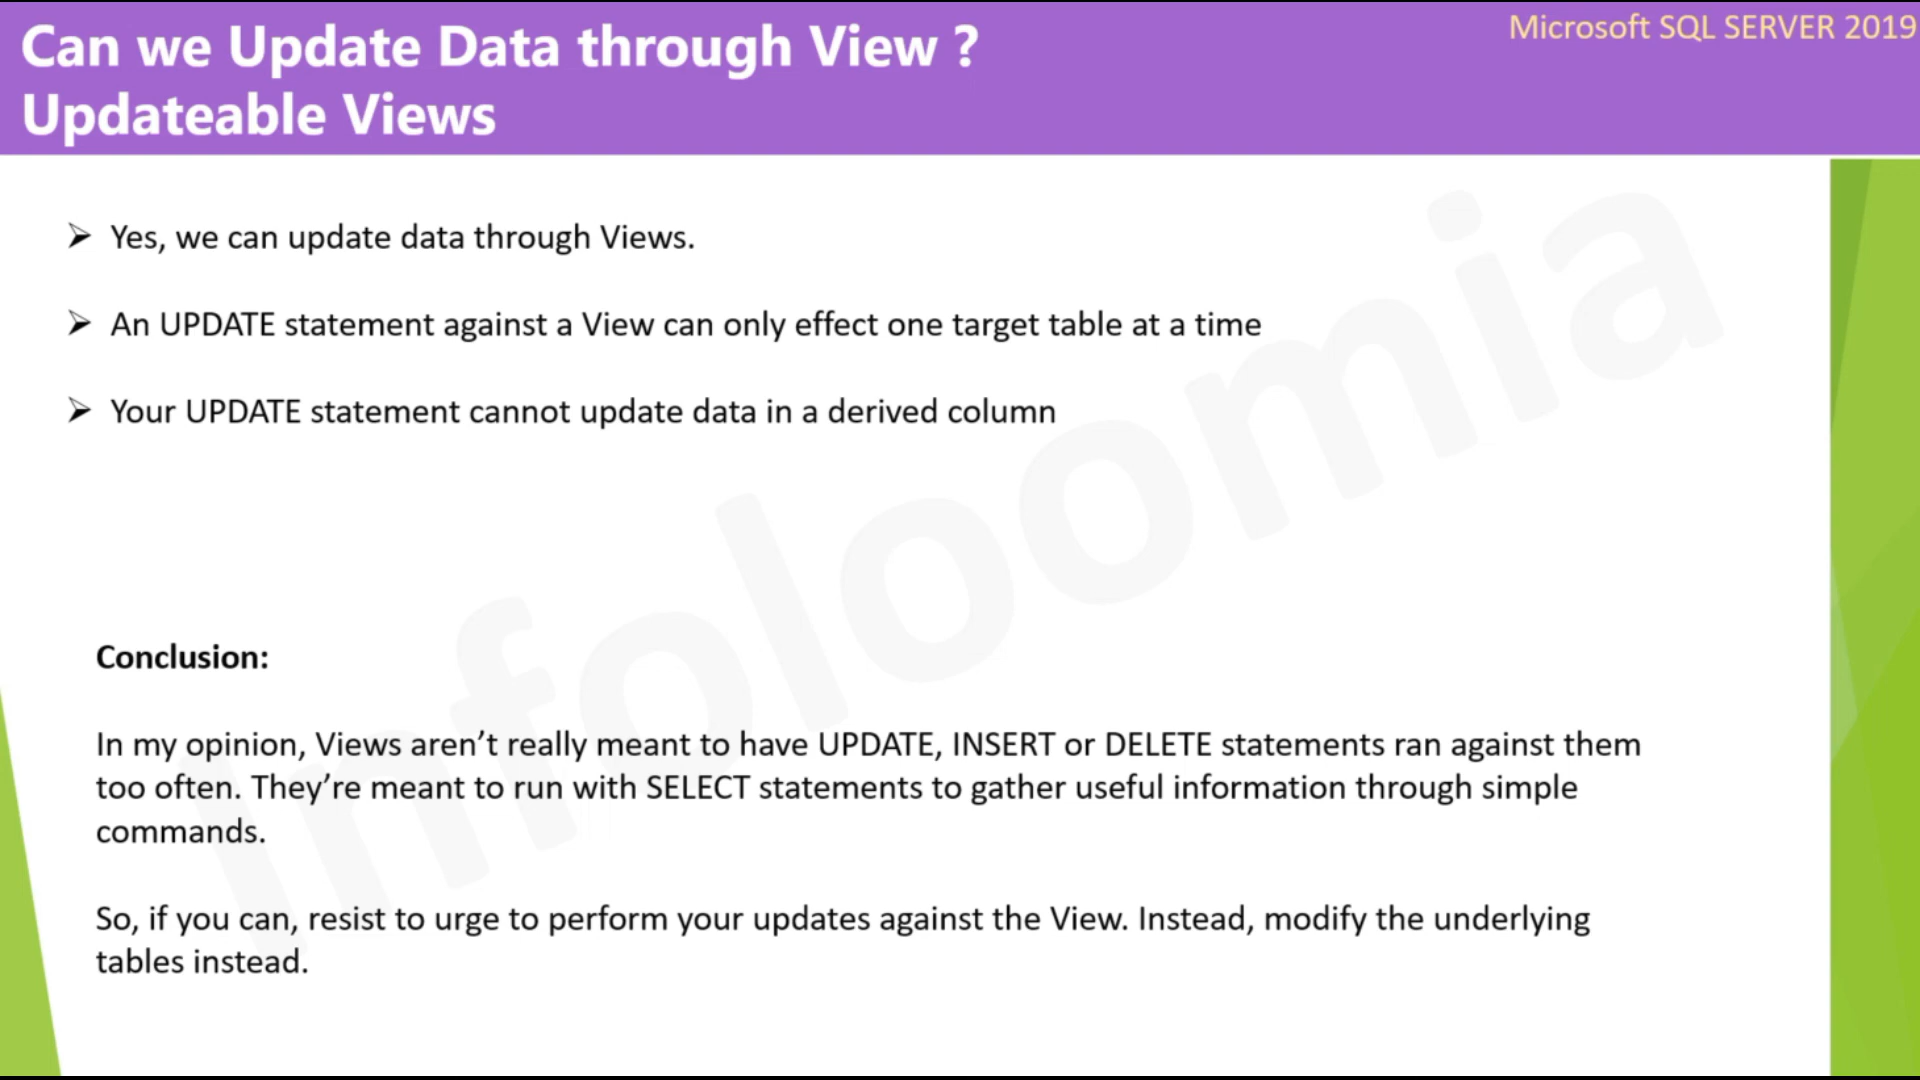 Can we Update Data through View ?
Updateable Views
Microsoft SQL SERVER 2019
➢ Yes, we can update data through Views.
➢ An UPDATE statement against a View can only effect one target table at a time
➢ Your UPDATE statement cannot update data in a derived column
Infoloomia
Conclusion:
In my opinion, Views aren’t really meant to have UPDATE, INSERT or DELETE statements ran against them
too often. They’re meant to run with SELECT statements to gather useful information through simple
commands.
So, if you can, resist to urge to perform your updates against the View. Instead, modify the underlying
tables instead.